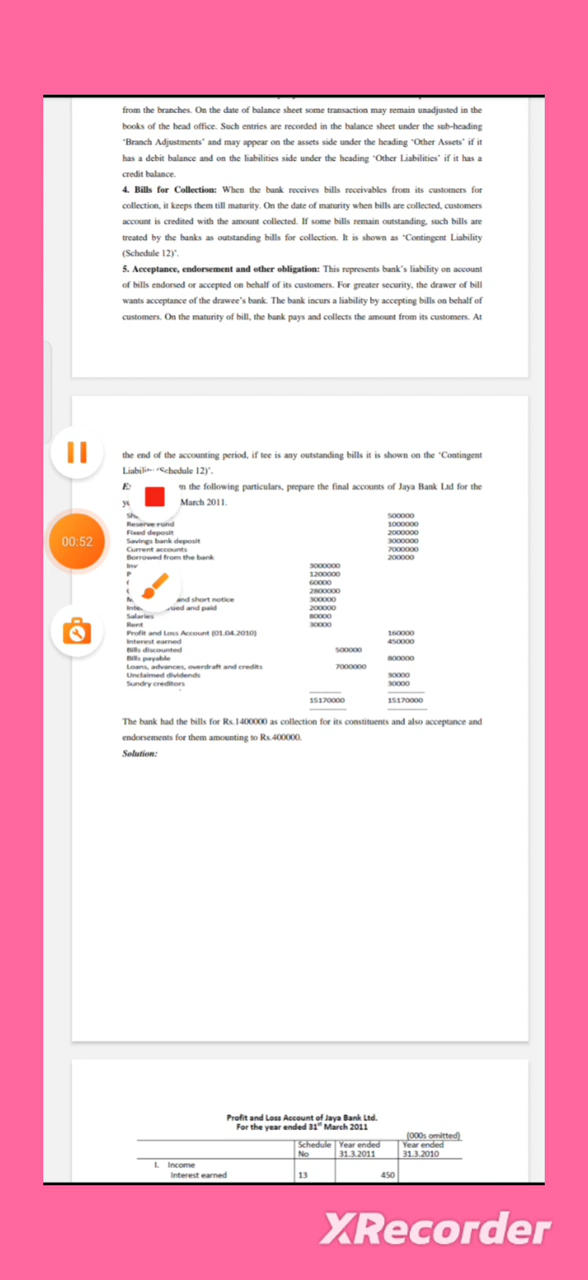 from the branches. On the date of balance sheet some transaction may remain unadjusted in the
books of the head office. Such entries are recorded in the balance sheet under the sub-heading
'Branch Adjustments' and may appear on the assets side under the heading 'Other Assets' if it
has a debit balance and on the liabilities side under the heading 'Other Liabilities' if it has a
credit balance.
4. Bills for Collection: When the bank receives bills receivables from its customers for
collection, it keeps them till maturity. On the date of maturity when bills are collected, customers
account is credited with the amount collected. If some bills remain outstanding, such bills are
treated by the banks as outstanding bills for collection. It is shown as 'Contingent Liability
(Schedule 12)'.
5. Acceptance, endorsement and other obligation: This represents bank's liability on account
of bills endorsed or accepted on behalf of its customers. For greater security, the drawer of bill
wants acceptance of the drawee's bank. The bank incurs a liability by accepting bills on behalf of
customers. On the maturity of bill, the bank pays and collects the amount from its customers. At
the end of the accounting period, if tee is any outstanding bills it is shown on the 'Contingent
(Schedule 12)'.
the following particulars, prepare the final accounts of Jaya Bank Ltd for the
March 2011.
500000
Reserve Fund 1000000
Fixed deposit 2000000
Savings bank deposit 3000000
Current accounts 7000000
Borrowed from the bank 200000
3000000
1200000
60000
2800000
and short notice 300000
and paid 200000
Salaries 80000
Rent 30000
Profit and Loss Account (01.04.2010) 160000
Interest earned 450000
Bills discounted 500000
Bills payable 800000
Loans, advances, overdraft and credits 7000000
Unclaimed dividends 30000
Sundry creditors 30000
15170000 15170000
The bank had the bills for Rs.1400000 as collection for its constituents and also acceptance and
endorsements for them amounting to Rs.400000.
Solution:
00:52
Profit and Loss Account of Jaya Bank Ltd.
For the year ended 31st March 2011
(000s omitted)
Schedule No Year ended 31.3.2011 Year ended 31.3.2010
I. Income
Interest earned 13 450
XRecorder